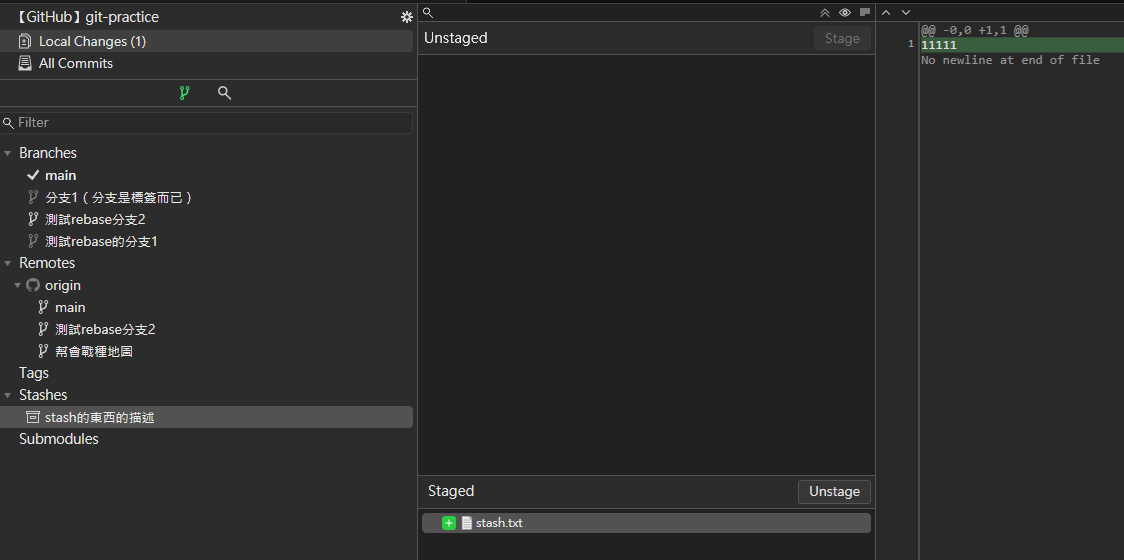 【GitHub】git-practice
Local Changes (1)
All Commits
Filter
Branches
main
分支1（分支是標簽而已）
測試rebase分支2
測試rebase的分支1
Remotes
origin
main
測試rebase分支2
幫會戰種地圖
Tags
Stashes
stash的東西的描述
Submodules
Unstaged
Stage
Staged
Unstage
stash.txt
@@ -0,0 +1,1 @@
1 11111
No newline at end of file